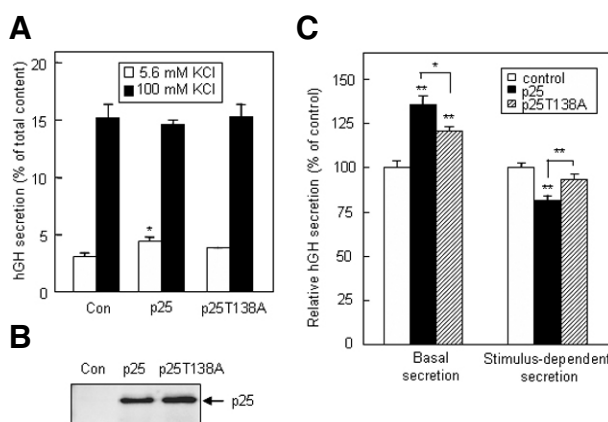 A
hGH secretion (% of total content)
20
15
10
5
0
5.6 mM KCl
100 mM KCl
*
Con p25 p25T138A
B
Con p25 p25T138A
p25
C
Relative hGH secretion (% of control)
150
125
100
75
50
25
0
control
p25
p25T138A
*
**
**
**
**
Basal
secretion
Stimulus-dependent
secretion